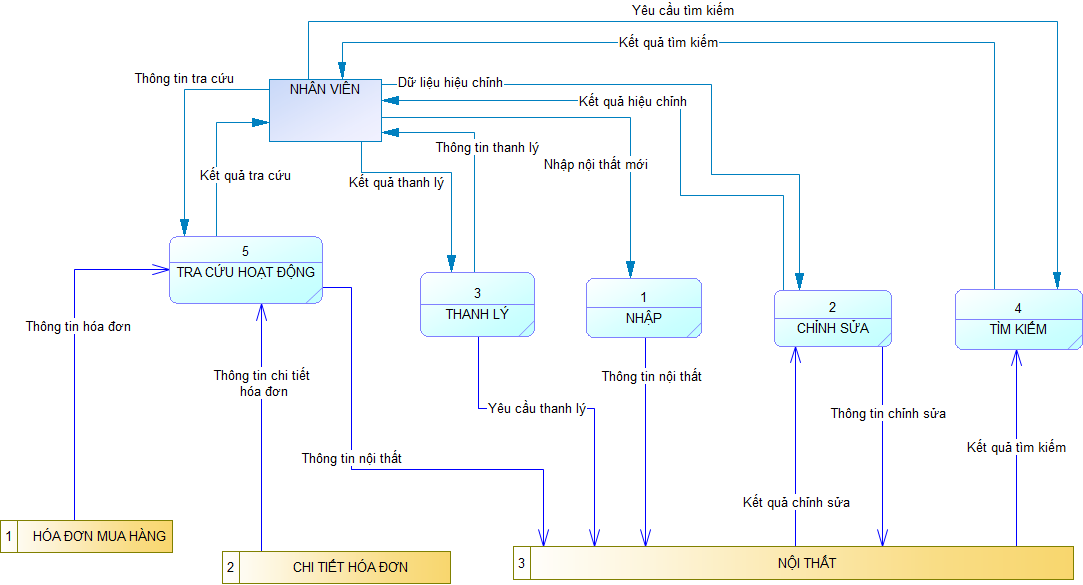 Yêu cầu tìm kiếm
Kết quả tìm kiếm
Thông tin tra cứu
NHÂN VIÊN
Dữ liệu hiệu chỉnh
Kết quả hiệu chỉnh
Thông tin thanh lý
Nhập nội thất mới
Kết quả tra cứu
Kết quả thanh lý
5
TRA CỨU HOẠT ĐỘNG
3
THANH LÝ
1
NHẬP
2
CHỈNH SỬA
4
TÌM KIẾM
Thông tin hóa đơn
Thông tin chi tiết
hóa đơn
Thông tin nội thất
Yêu cầu thanh lý
Thông tin chỉnh sửa
Kết quả tìm kiếm
Thông tin nội thất
Kết quả chỉnh sửa
1 HÓA ĐƠN MUA HÀNG
2 CHI TIẾT HÓA ĐƠN
3 NỘI THẤT